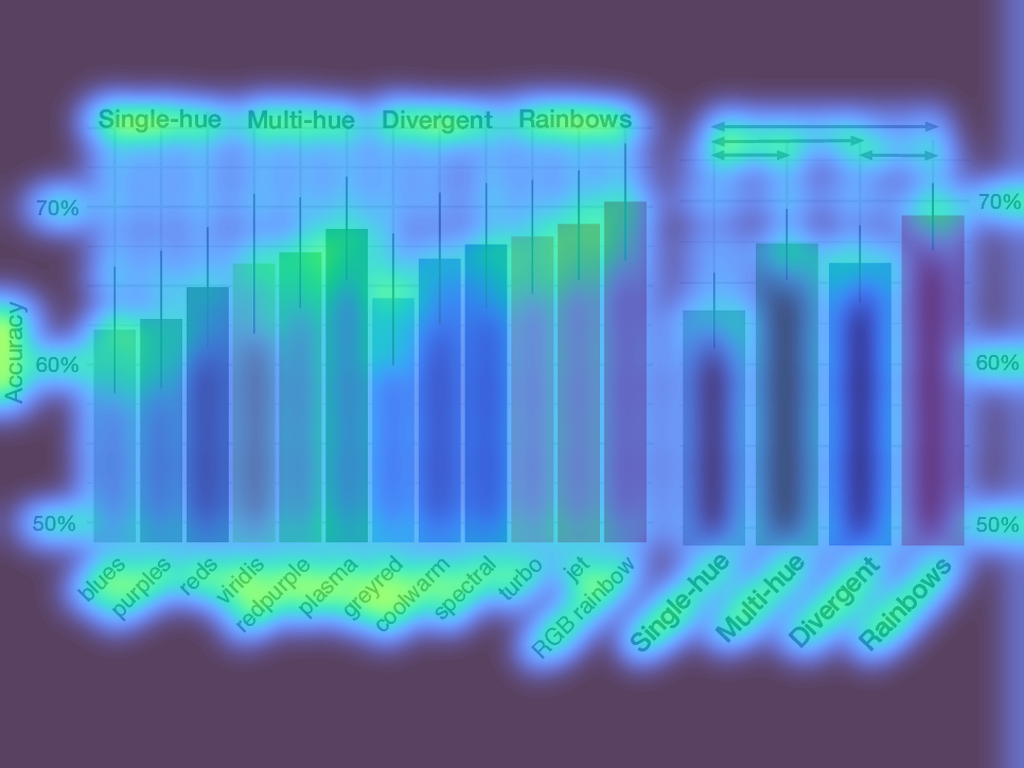 Single-hue Multi-hue Divergent Rainbows
70%
60%
50%
Accuracy
blues
purples
reds
viridis
redpurple
plasma
greyred
coolwarm
spectral
turbo
jet
RGB rainbow
70%
60%
50%
Single-hue
Multi-hue
Divergent
Rainbows